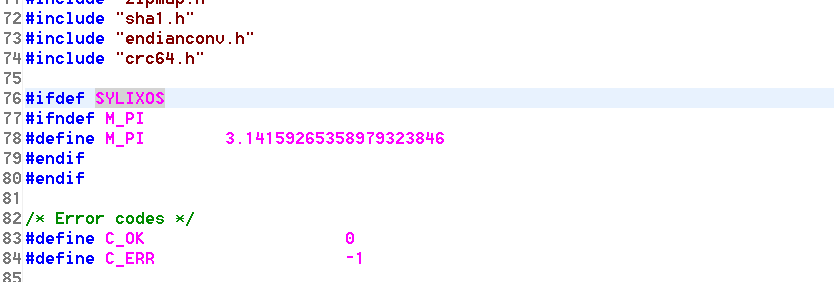 71 #include "zipmap.h"
72 #include "sha1.h"
73 #include "endianconv.h"
74 #include "crc64.h"
75
76 #ifdef SYLIXOS
77 #ifndef M_PI
78 #define M_PI        3.14159265358979323846
79 #endif
80 #endif
81
82 /* Error codes */
83 #define C_OK                    0
84 #define C_ERR                   -1
85